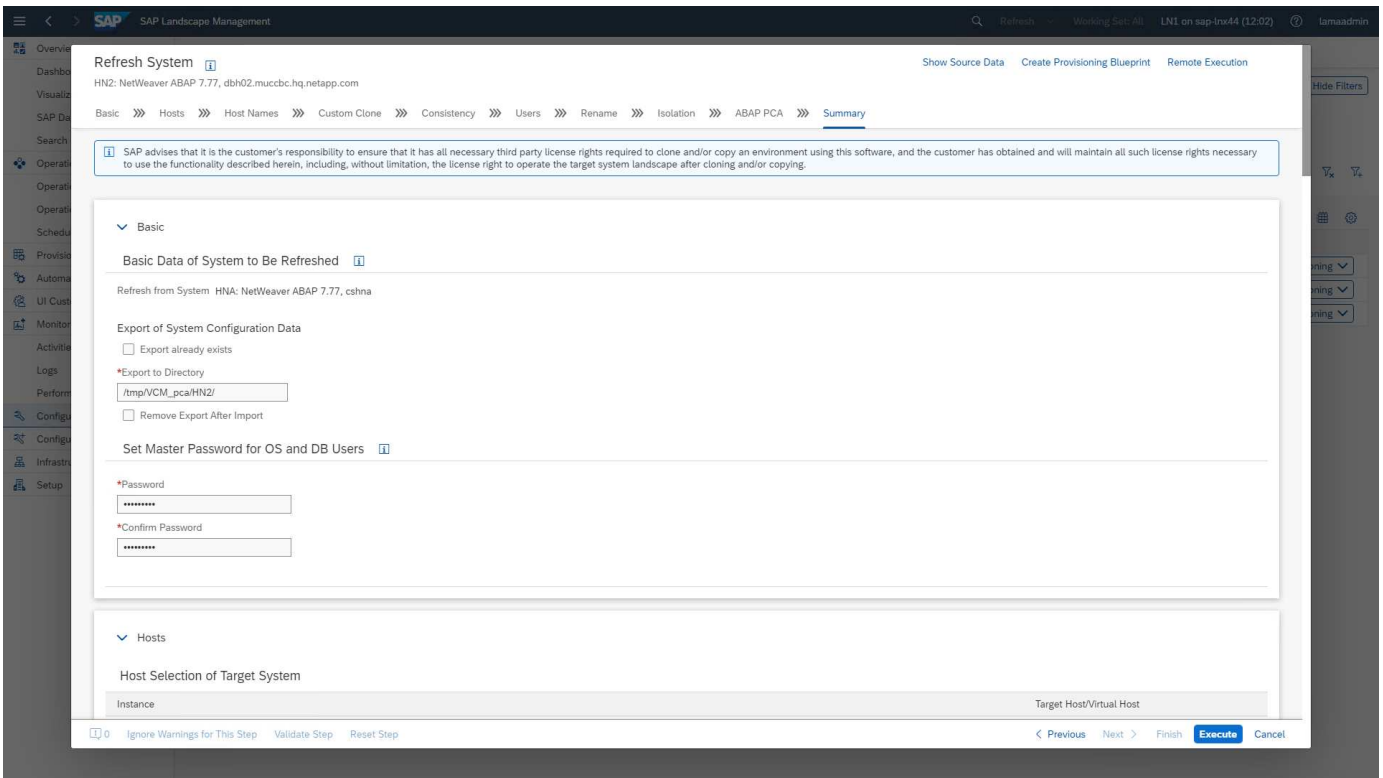 SAP SAP Landscape Management Refresh Working Set: All LN1 on sap-lnx44 (12:02) lamaadmin
Overvie
Dashbo
Visualiz
SAP Da
Search
Operati
Operati
Operati
Schedu
Provisio
Automa
UI Cust
Monitor
Activitie
Logs
Perform
Configu
Configu
Infrastru
Setup
Hide Filters
oning
oning
oning
Refresh System
Show Source Data Create Provisioning Blueprint Remote Execution
HN2: NetWeaver ABAP 7.77, dbh02.muccbc.hq.netapp.com
Basic Hosts Host Names Custom Clone Consistency Users Rename Isolation ABAP PCA Summary
SAP advises that it is the customer's responsibility to ensure that it has all necessary third party license rights required to clone and/or copy an environment using this software, and the customer has obtained and will maintain all such license rights necessary
to use the functionality described herein, including, without limitation, the license right to operate the target system landscape after cloning and/or copying.
Basic
Basic Data of System to Be Refreshed
Refresh from System HNA: NetWeaver ABAP 7.77, cshna
Export of System Configuration Data
Export already exists
*Export to Directory
/tmp/VCM_pca/HN2/
Remove Export After Import
Set Master Password for OS and DB Users
*Password
•••••••••
*Confirm Password
•••••••••
Hosts
Host Selection of Target System
Instance Target Host/Virtual Host
0 Ignore Warnings for This Step Validate Step Reset Step < Previous Next > Finish Execute Cancel